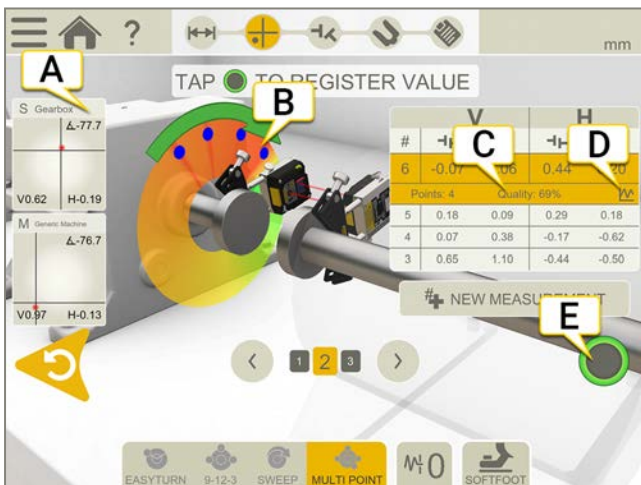 ?
mm
TAP TO REGISTER VALUE
A
S Gearbox
-77.7
V0.62 H-0.19
M Generic Machine
-76.7
V0.97 H-0.13
B
V H
#
C
D
6 -0.07 0.44
Points: 4 Quality: 69%
5 0.18 0.09 0.29 0.18
4 0.07 0.38 -0.17 -0.62
3 0.65 1.10 -0.44 -0.50
# NEW MEASUREMENT
E
1 2 3
EASYTURN 9-12-3 SWEEP MULTI POINT 0 SOFTFOOT